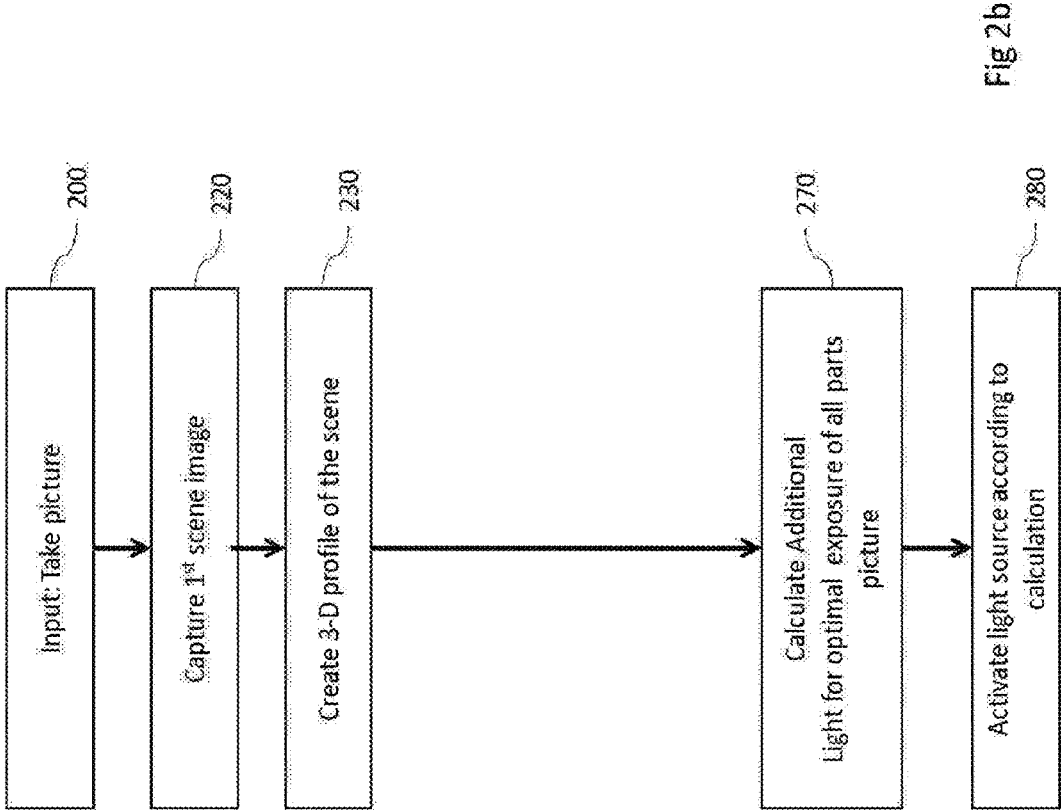 Input: Take picture
200
Capture 1st scene image
220
Create 3-D profile of the scene
230
Calculate Additional
Light for optimal exposure of all parts
picture
270
Activate light source according to
calculation
280
Fig 2b